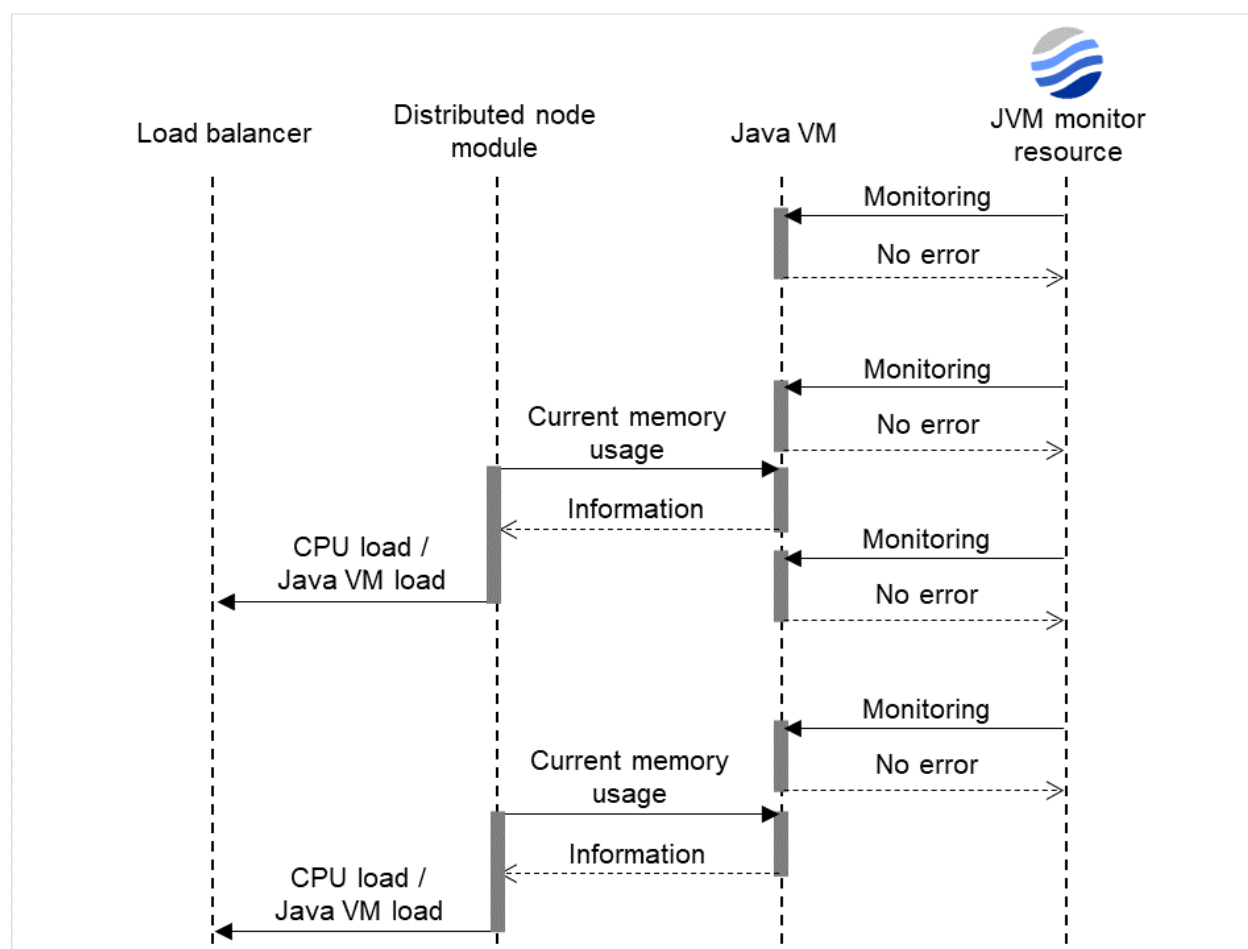 Load balancer
Distributed node
module
Java VM
JVM monitor
resource
Monitoring
No error
Monitoring
Current memory
usage
No error
Information
CPU load /
Java VM load
Monitoring
No error
Monitoring
Current memory
usage
No error
Information
CPU load /
Java VM load